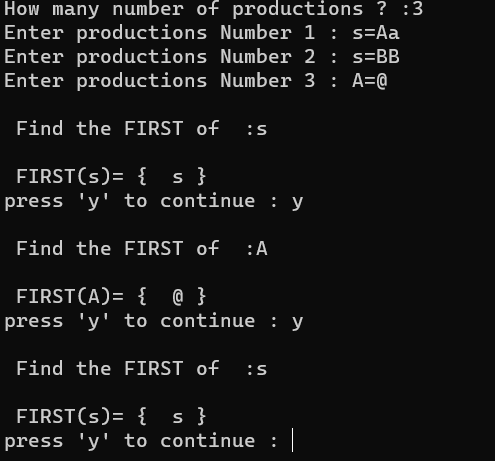 How many number of productions ? :3
Enter productions Number 1 : s=Aa
Enter productions Number 2 : s=BB
Enter productions Number 3 : A=@
Find the FIRST of  :s
FIRST(s)= {  s }
press 'y' to continue : y
Find the FIRST of  :A
FIRST(A)= {  @ }
press 'y' to continue : y
Find the FIRST of  :s
FIRST(s)= {  s }
press 'y' to continue :